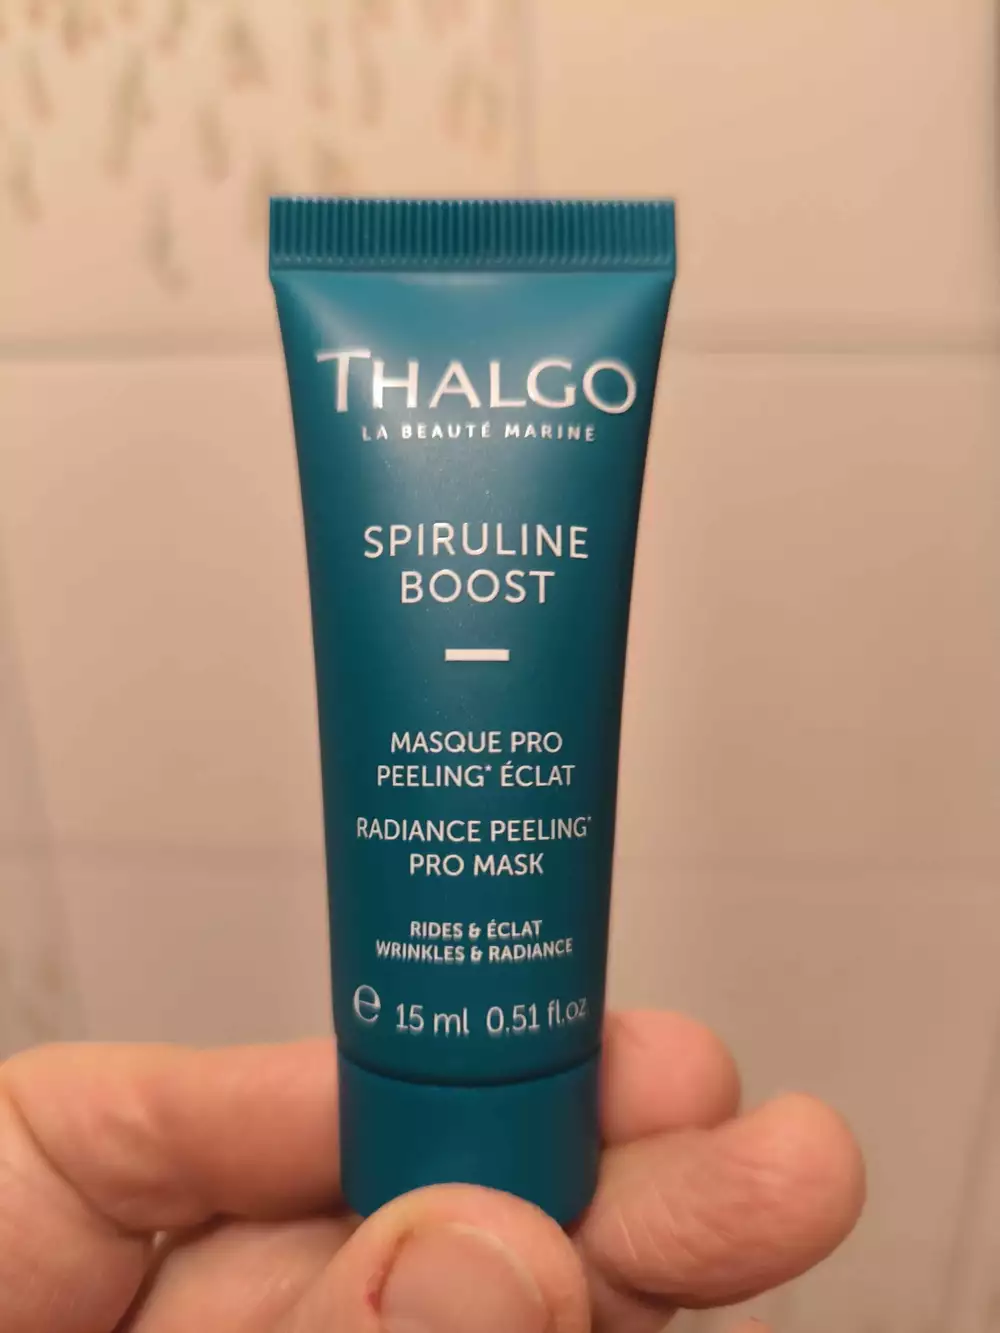 THALGO
LA BEAUTÉ MARINE
SPIRULINE
BOOST
MASQUE PRO
PEELING* ÉCLAT
RADIANCE PEELING*
PRO MASK
RIDES & ÉCLAT
WRINKLES & RADIANCE
℮ 15 ml 0.51 fl.oz